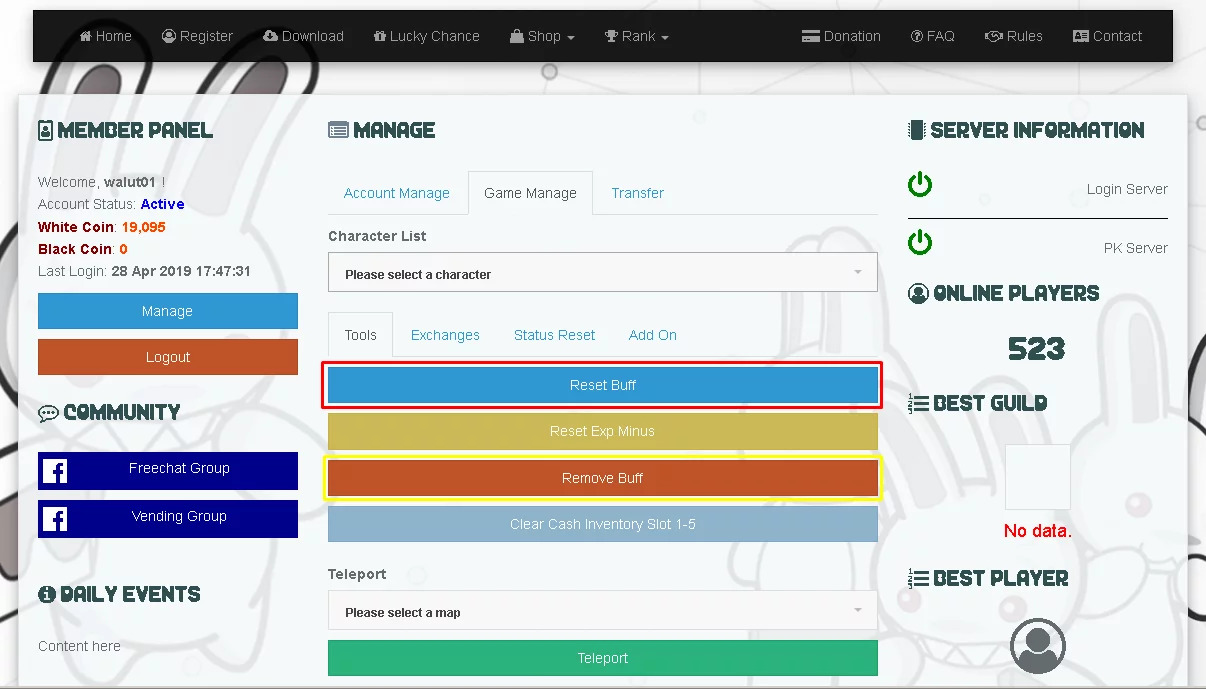 Home Register Download Lucky Chance Shop Rank Donation FAQ Rules Contact
MEMBER PANEL
Welcome, walut01 !
Account Status: Active
White Coin: 19,095
Black Coin: 0
Last Login: 28 Apr 2019 17:47:31
Manage
Logout
COMMUNITY
Freechat Group
Vending Group
DAILY EVENTS
Content here
MANAGE
Account Manage Game Manage Transfer
Character List
Please select a character
Tools Exchanges Status Reset Add On
Reset Buff
Reset Exp Minus
Remove Buff
Clear Cash Inventory Slot 1-5
Teleport
Please select a map
Teleport
SERVER INFORMATION
Login Server
PK Server
ONLINE PLAYERS
523
BEST GUILD
No data.
BEST PLAYER